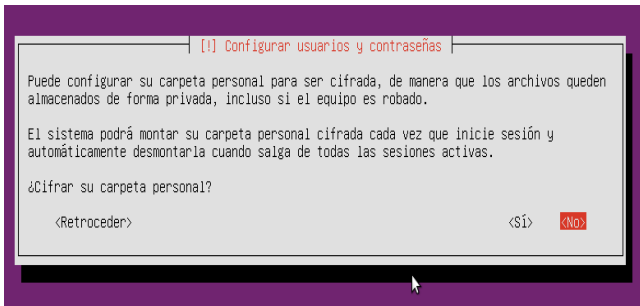 [!] Configurar usuarios y contraseñas
Puede configurar su carpeta personal para ser cifrada, de manera que los archivos queden
almacenados de forma privada, incluso si el equipo es robado.
El sistema podrá montar su carpeta personal cifrada cada vez que inicie sesión y
automáticamente desmontarla cuando salga de todas las sesiones activas.
¿Cifrar su carpeta personal?
<Retroceder> <Sí> <No>